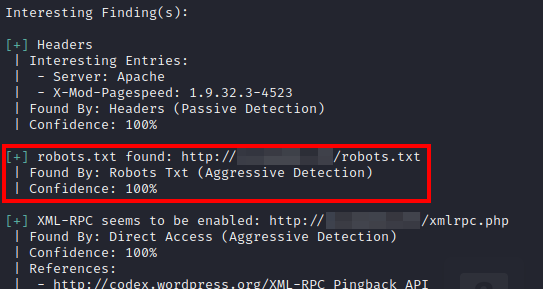 Interesting Finding(s):
[+] Headers
| Interesting Entries:
|  - Server: Apache
|  - X-Mod-Pagespeed: 1.9.32.3-4523
| Found By: Headers (Passive Detection)
| Confidence: 100%
[+] robots.txt found: http:// /robots.txt
| Found By: Robots Txt (Aggressive Detection)
| Confidence: 100%
[+] XML-RPC seems to be enabled: http:// /xmlrpc.php
| Found By: Direct Access (Aggressive Detection)
| Confidence: 100%
| References:
|  - http://codex.wordpress.org/XML-RPC_Pingback_API